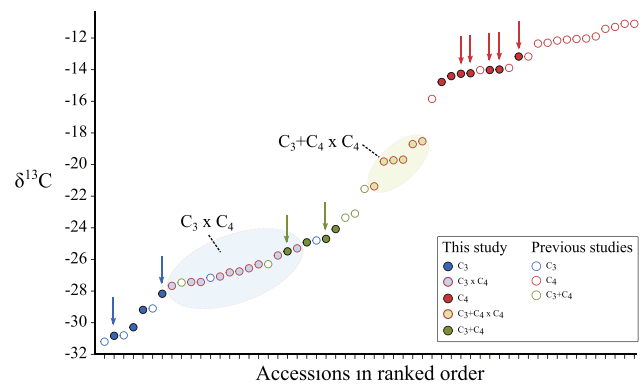 -12
-14
-16
-18
-20
-22
-24
-26
-28
-30
-32
δ¹³C
C₃+C₄ x C₄
C₃ x C₄
This study
C₃
C₃ x C₄
C₄
C₃+C₄ x C₄
C₃+C₄
Previous studies
C₃
C₄
C₃+C₄
Accessions in ranked order